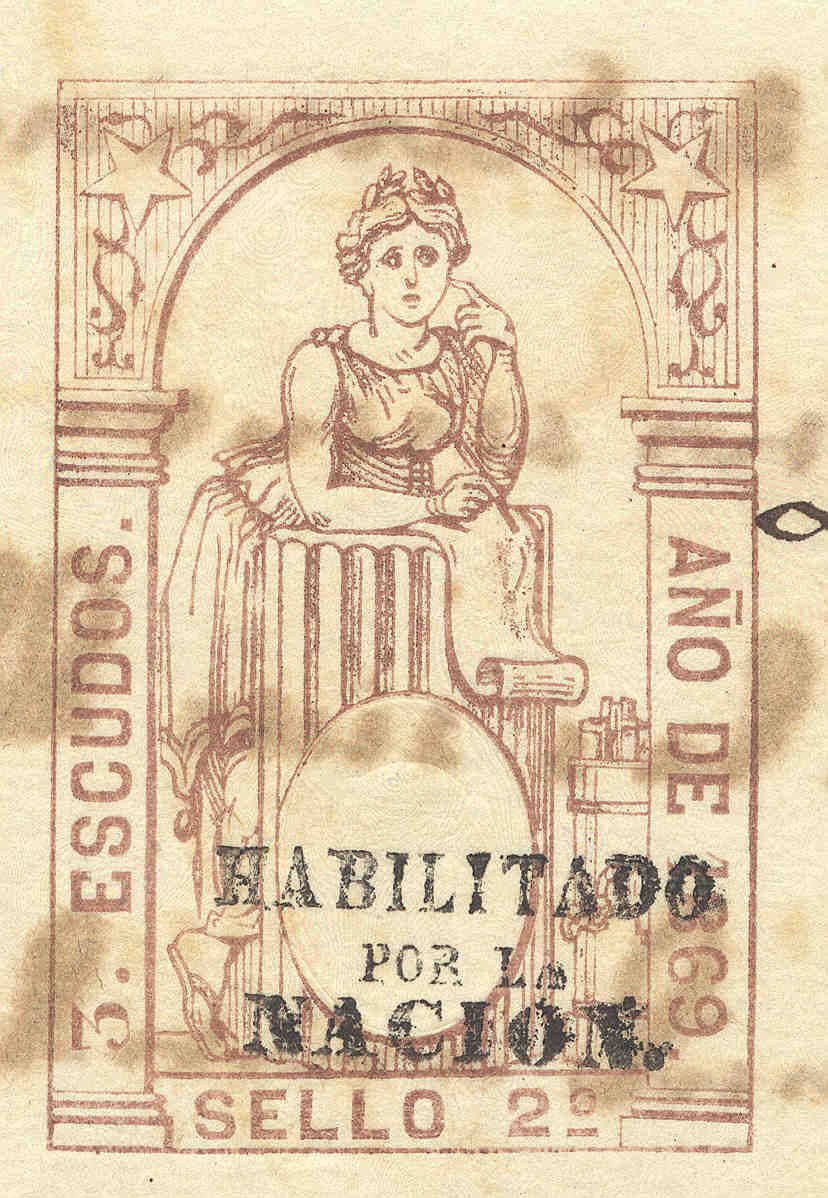 3. ESCUDOS.
AÑO DE 1869.
HABILITADO
POR LA
NACION.
SELLO 2º